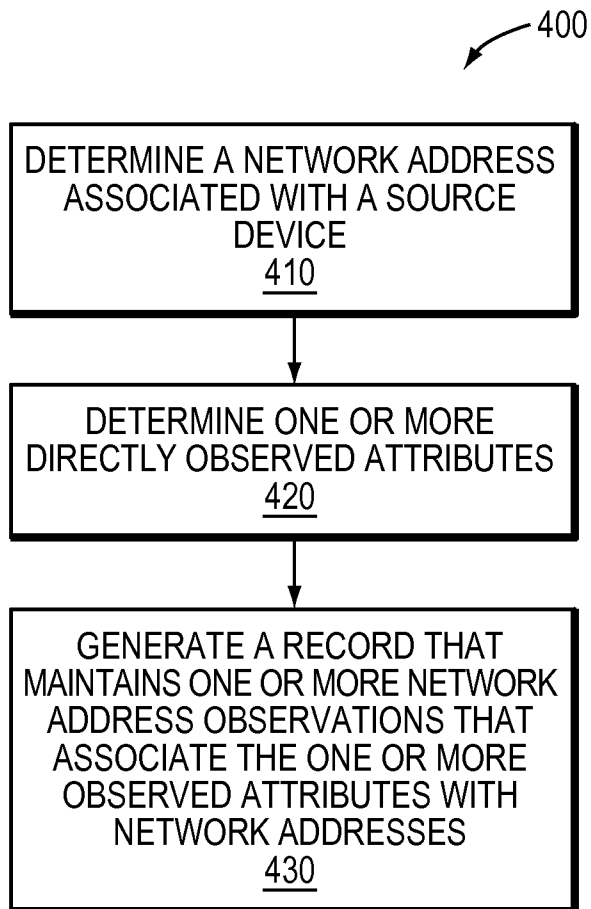 400
DETERMINE A NETWORK ADDRESS
ASSOCIATED WITH A SOURCE
DEVICE
410
DETERMINE ONE OR MORE
DIRECTLY OBSERVED ATTRIBUTES
420
GENERATE A RECORD THAT
MAINTAINS ONE OR MORE NETWORK
ADDRESS OBSERVATIONS THAT
ASSOCIATE THE ONE OR MORE
OBSERVED ATTRIBUTES WITH
NETWORK ADDRESSES
430